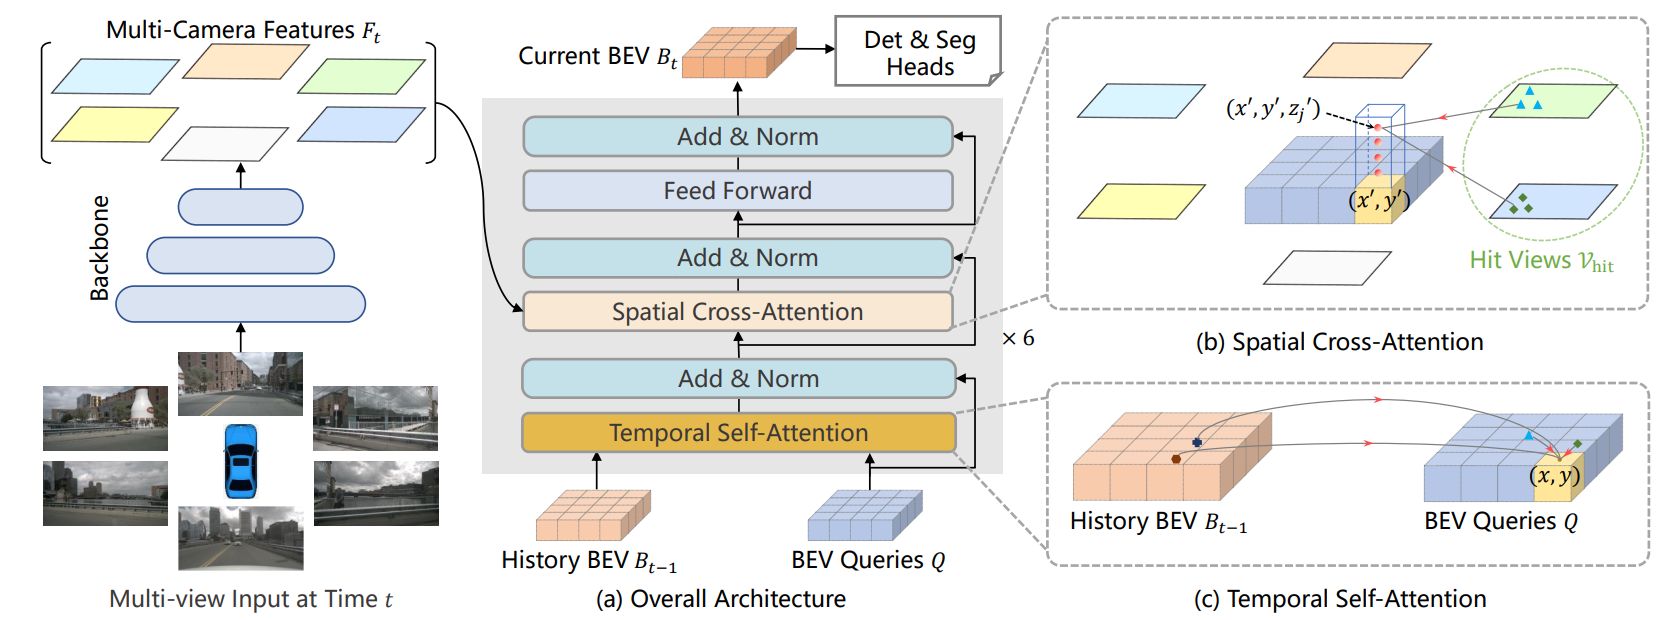 Multi-Camera Features F_t
Backbone
Multi-view Input at Time t
Current BEV B_t
Det & Seg
Heads
Add & Norm
Feed Forward
Add & Norm
Spatial Cross-Attention
× 6
Add & Norm
Temporal Self-Attention
History BEV B_{t−1}
BEV Queries Q
(a) Overall Architecture
(x′, y′, z_j′)
(x′, y′)
Hit Views 𝒱_hit
(b) Spatial Cross-Attention
(x, y)
History BEV B_{t−1}
BEV Queries Q
(c) Temporal Self-Attention